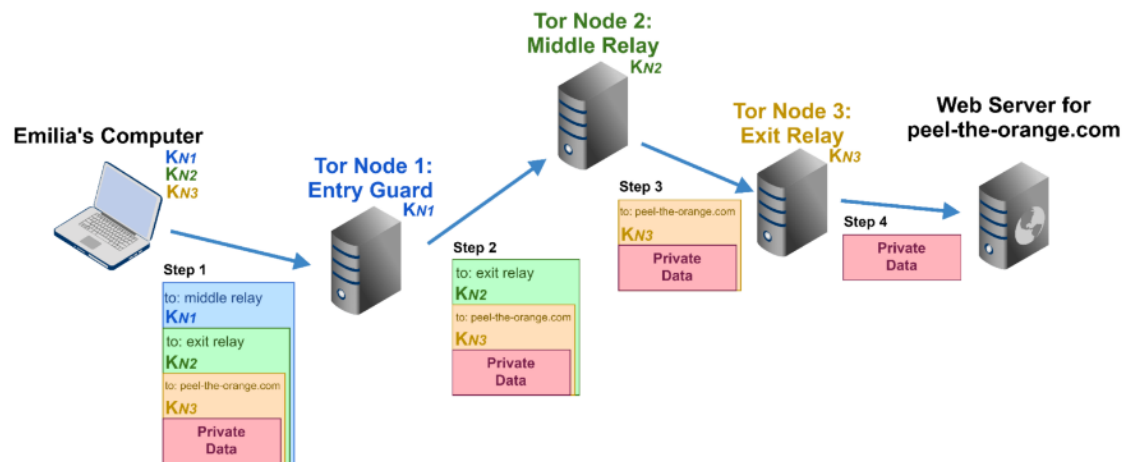 Emilia's Computer
KN1
KN2
KN3
Tor Node 1:
Entry Guard
KN1
Tor Node 2:
Middle Relay
KN2
Tor Node 3:
Exit Relay
KN3
Web Server for
peel-the-orange.com
Step 1
to: middle relay
KN1
to: exit relay
KN2
to: peel-the-orange.com
KN3
Private
Data
Step 2
to: exit relay
KN2
to: peel-the-orange.com
KN3
Private
Data
Step 3
to: peel-the-orange.com
KN3
Private
Data
Step 4
Private
Data